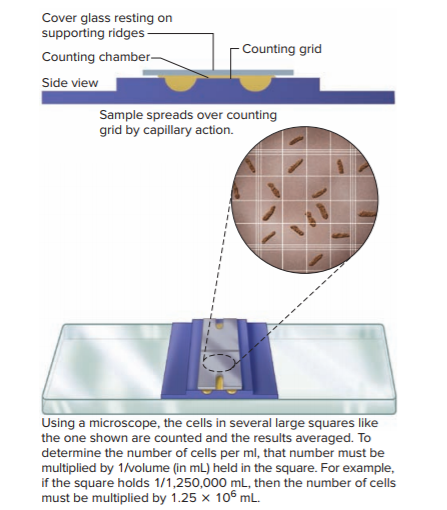 Cover glass resting on
supporting ridges
Counting chamber
Counting grid
Side view
Sample spreads over counting
grid by capillary action.
Using a microscope, the cells in several large squares like
the one shown are counted and the results averaged. To
determine the number of cells per ml, that number must be
multiplied by 1/volume (in mL) held in the square. For example,
if the square holds 1/1,250,000 mL, then the number of cells
must be multiplied by 1.25 × 10⁶ mL.